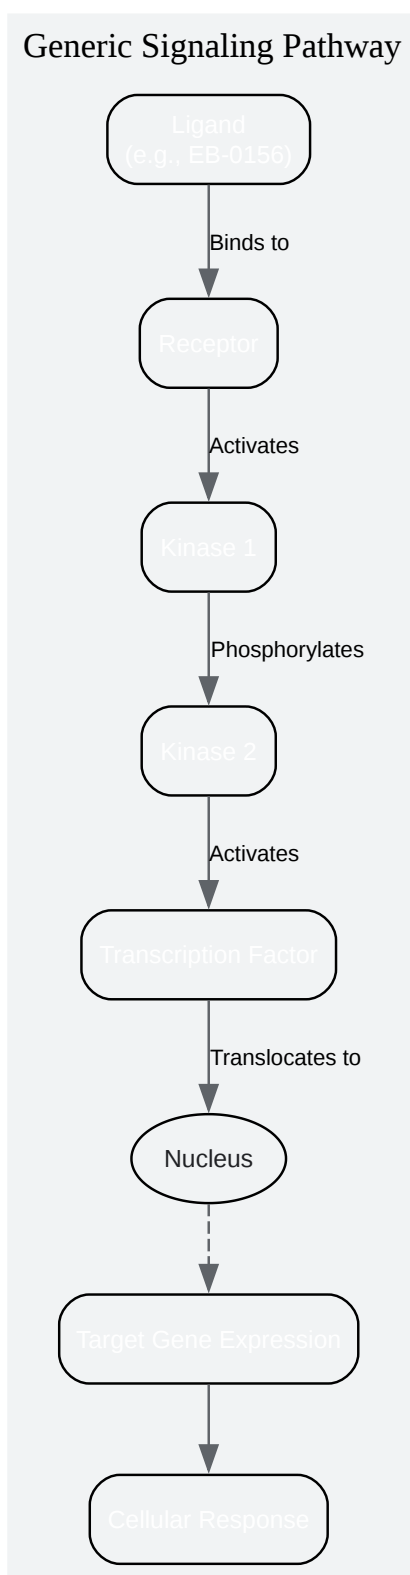 Generic Signaling Pathway
Ligand
(e.g., EB-0156)
Binds to
Receptor
Activates
Kinase 1
Phosphorylates
Kinase 2
Activates
Transcription Factor
Translocates to
Nucleus
Target Gene Expression
Cellular Response